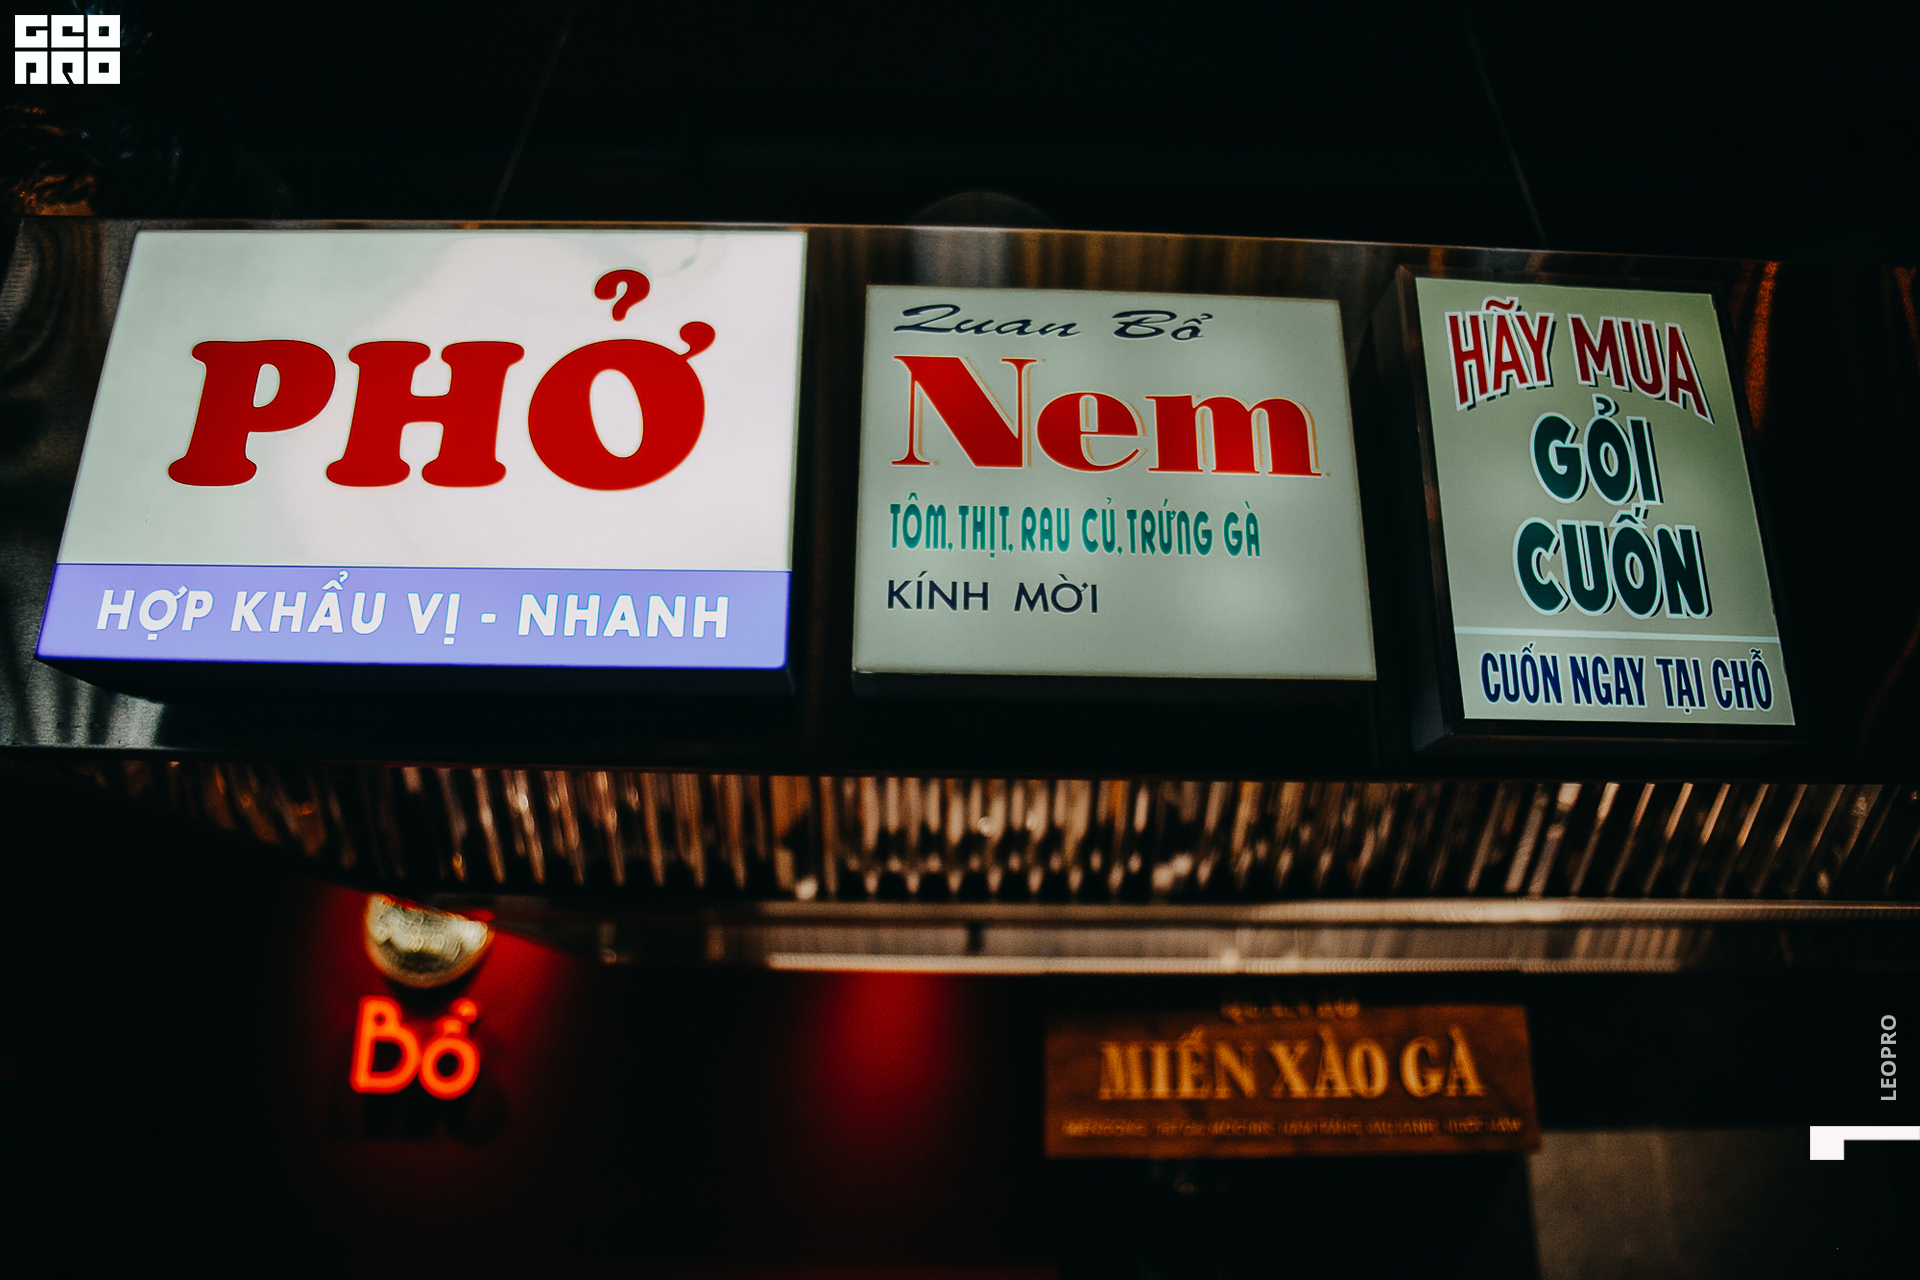 GEO
PRO
PHỞ
HỢP KHẨU VỊ - NHANH
Quan Bổ
Nem
TÔM, THỊT, RAU CỦ, TRỨNG GÀ
KÍNH MỜI
HÃY MUA
GỎI
CUỐN
CUỐN NGAY TẠI CHỖ
Bổ
MIẾN XÀO GÀ
LEOPRO